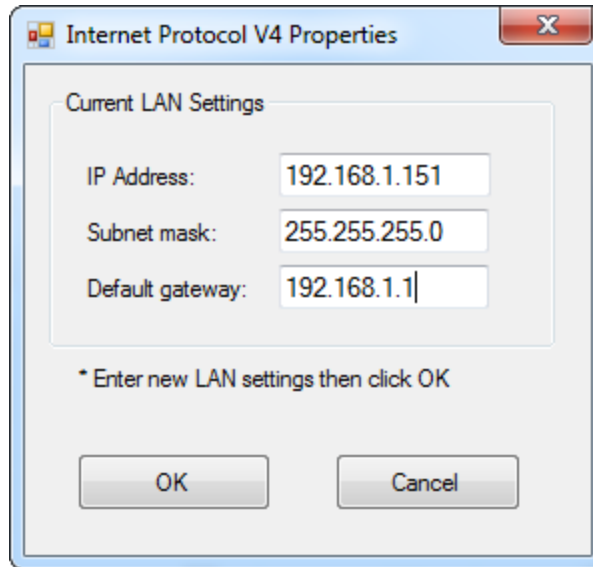 Internet Protocol V4 Properties
Current LAN Settings
IP Address: 192.168.1.151
Subnet mask: 255.255.255.0
Default gateway: 192.168.1.1
* Enter new LAN settings then click OK
OK Cancel